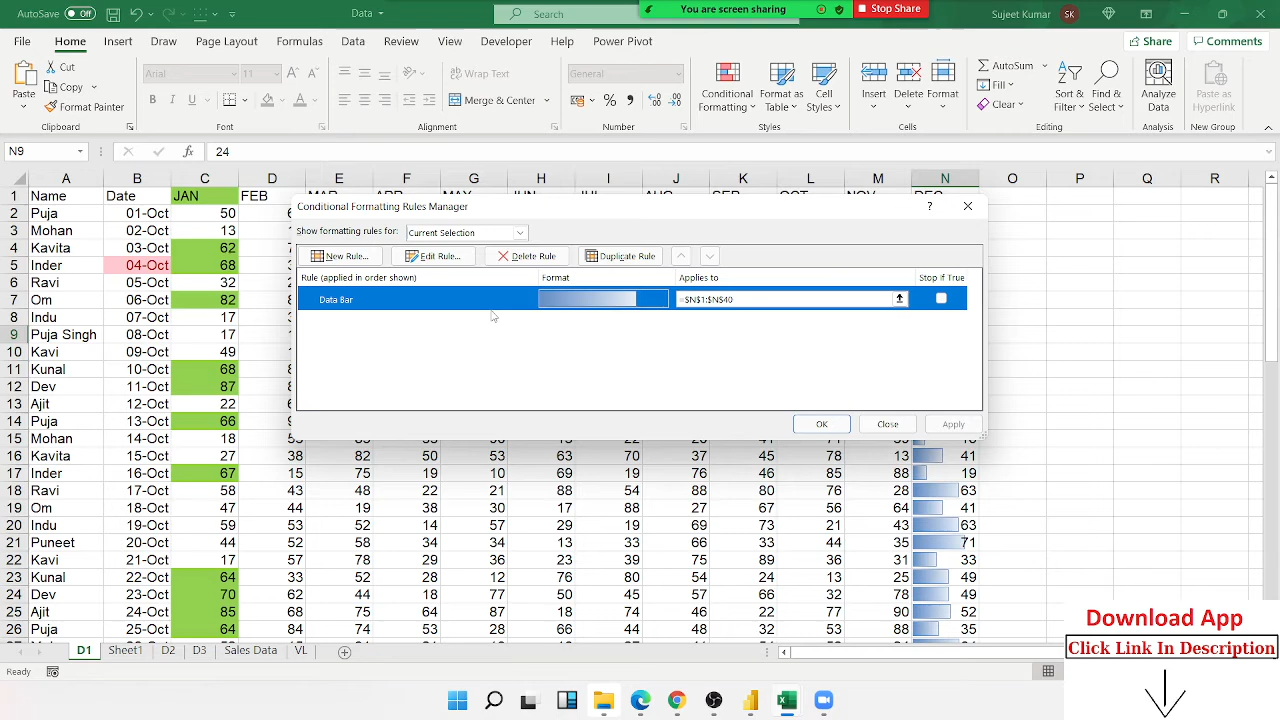 AutoSave Off Data Search You are screen sharing Stop Share Sujeet Kumar SK
File Home Insert Draw Page Layout Formulas Data Review View Developer Help Power Pivot Share Comments
Paste Cut Copy Format Painter Clipboard
Arial 11 B I U Font
Wrap Text Merge & Center Alignment
General % Number
Conditional Formatting Format As Table Cell Styles Styles
Insert Delete Format Cells
AutoSum Fill Clear Sort & Filter Find & Select Editing
Analyze Data Analysis
Paste as Hyperlink New Group
N9 fx 24
A B C D E F G H I J K L M N O P Q R
1 Name Date JAN FEB
2 Puja 01-Oct 50
3 Mohan 02-Oct 13
4 Kavita 03-Oct 62
5 Inder 04-Oct 68
6 Ravi 05-Oct 32
7 Om 06-Oct 82
8 Indu 07-Oct 17
9 Puja Singh 08-Oct 17
10 Kavi 09-Oct 49
11 Kunal 10-Oct 68
12 Dev 11-Oct 87
13 Ajit 12-Oct 22
14 Puja 13-Oct 66
15 Mohan 14-Oct 18
16 Kavita 15-Oct 27 38 82 50 53 63 70 37 45 78 13 41
17 Inder 16-Oct 67 15 75 19 10 69 19 76 46 85 88 19
18 Ravi 17-Oct 58 43 48 22 21 88 54 88 80 76 28 63
19 Om 18-Oct 47 44 19 38 30 17 88 27 67 56 64 41
20 Indu 19-Oct 59 53 52 14 57 29 19 69 73 21 43 63
21 Puneet 20-Oct 44 52 58 34 34 13 33 66 33 44 35 71
22 Kavi 21-Oct 17 57 78 29 36 23 39 75 89 36 31 33
23 Kunal 22-Oct 64 33 52 28 12 76 80 54 24 13 25 49
24 Dev 23-Oct 70 62 44 18 77 50 45 57 66 32 78 49
25 Ajit 24-Oct 85 68 75 64 87 18 74 46 22 77 90 52
26 Puja 25-Oct 64 84 74 53 28 66 44 48 32 84 53 35
Conditional Formatting Rules Manager ?
Show formatting rules for: Current Selection
New Rule... Edit Rule... Delete Rule Duplicate Rule
Rule (applied in order shown) Format Applies to Stop if True
Data Bar =$N$1:$N$40
OK Close Apply
D1 Sheet1 D2 D3 Sales Data VL
Ready
Download App
Click Link In Description